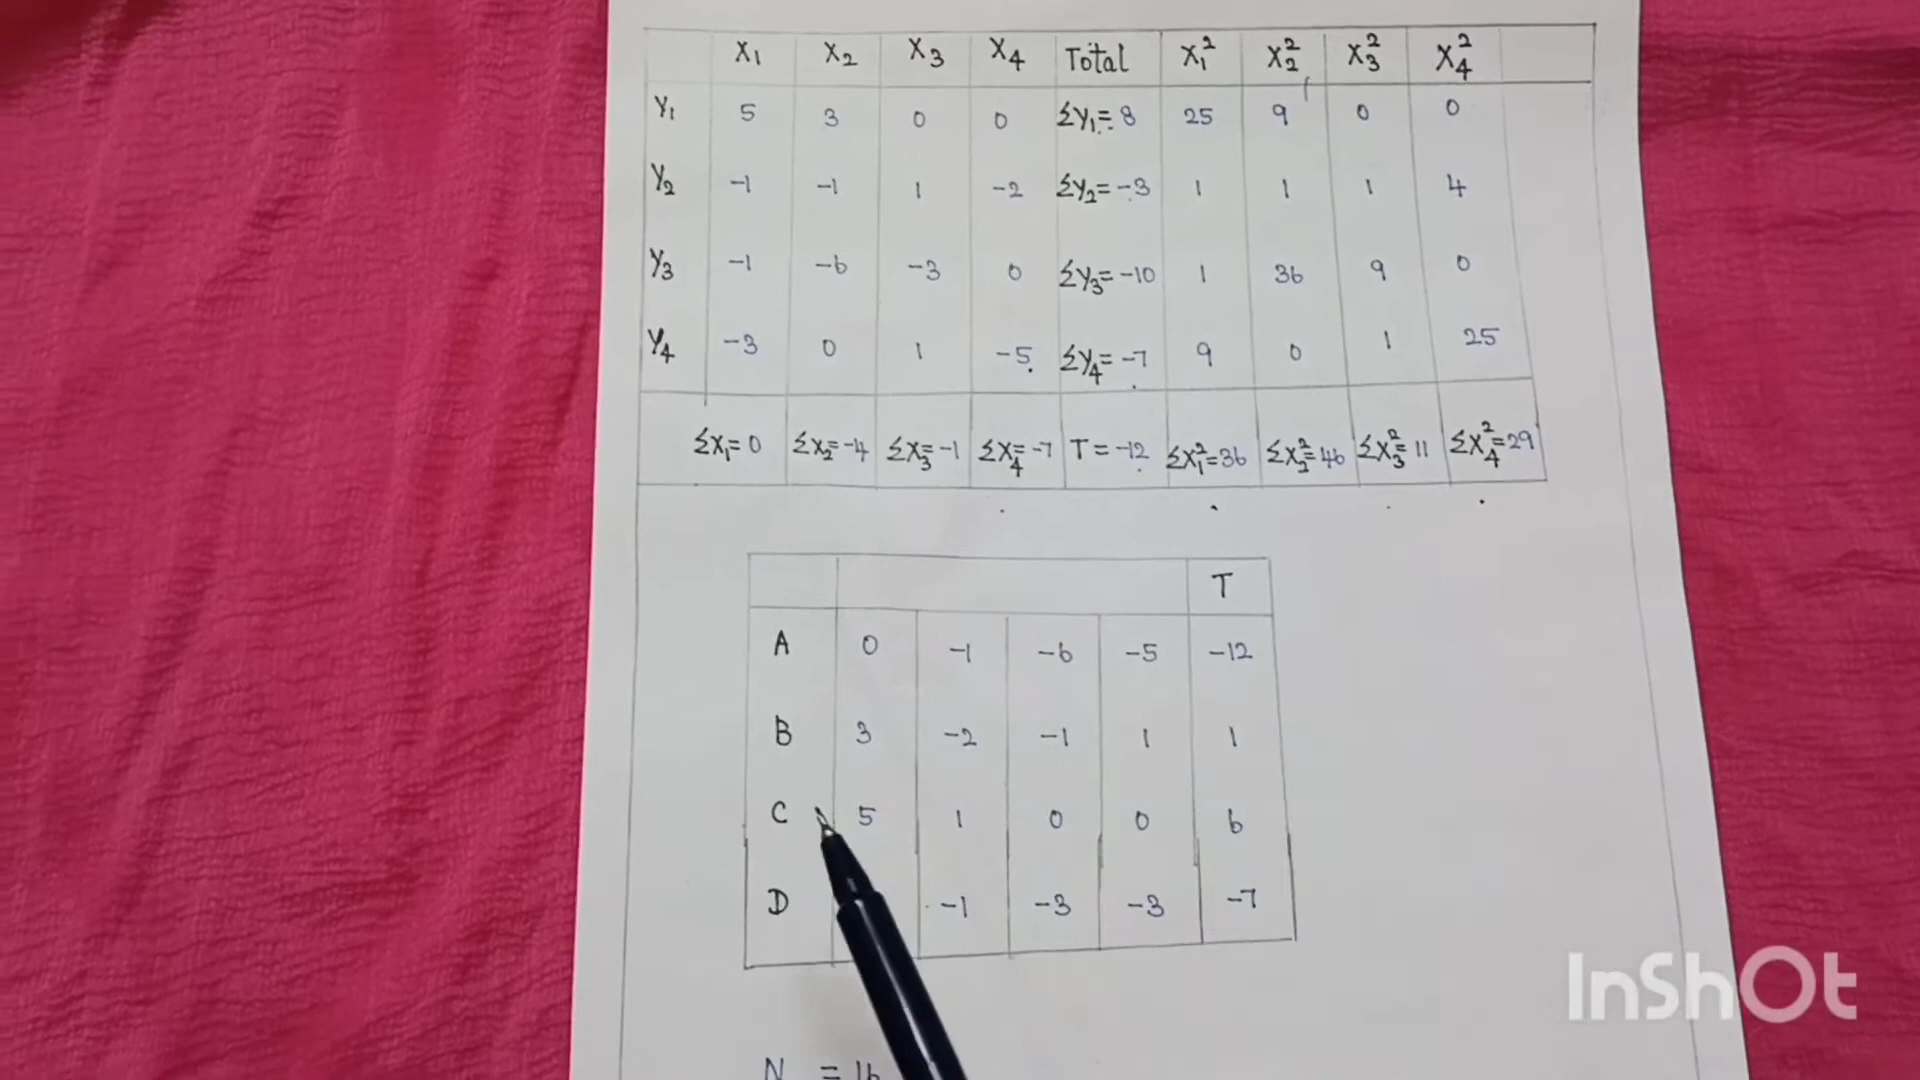 X₁ X₂ X₃ X₄ Total X₁² X₂² X₃² X₄²
Y₁ 5 3 0 0 ΣY₁= 8 25 9 0 0
Y₂ -1 -1 1 -2 ΣY₂= -3 1 1 1 4
Y₃ -1 -6 -3 0 ΣY₃= -10 1 36 9 0
Y₄ -3 0 1 -5 ΣY₄= -7 9 0 1 25
ΣX₁= 0 ΣX₂= -4 ΣX₃= -1 ΣX₄= -7 T = -12 ΣX₁²=36 ΣX₂²=46 ΣX₃²= 11 ΣX₄²=29
T
A 0 -1 -6 -5 -12
B 3 -2 -1 1 1
C 5 1 0 0 6
D -1 -3 -3 -7
N = 16
InShOt